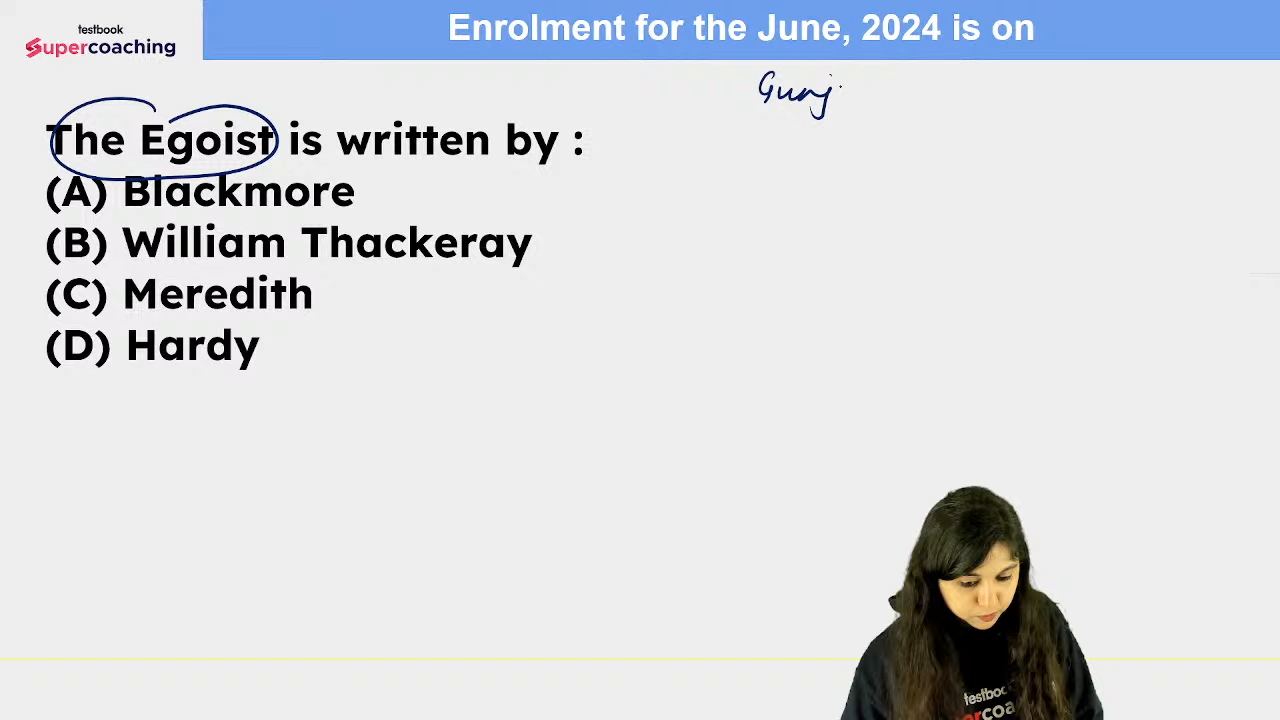 testbook
Supercoaching
Enrolment for the June, 2024 is on
Gunj
The Egoist is written by :
(A) Blackmore
(B) William Thackeray
(C) Meredith
(D) Hardy
testbook